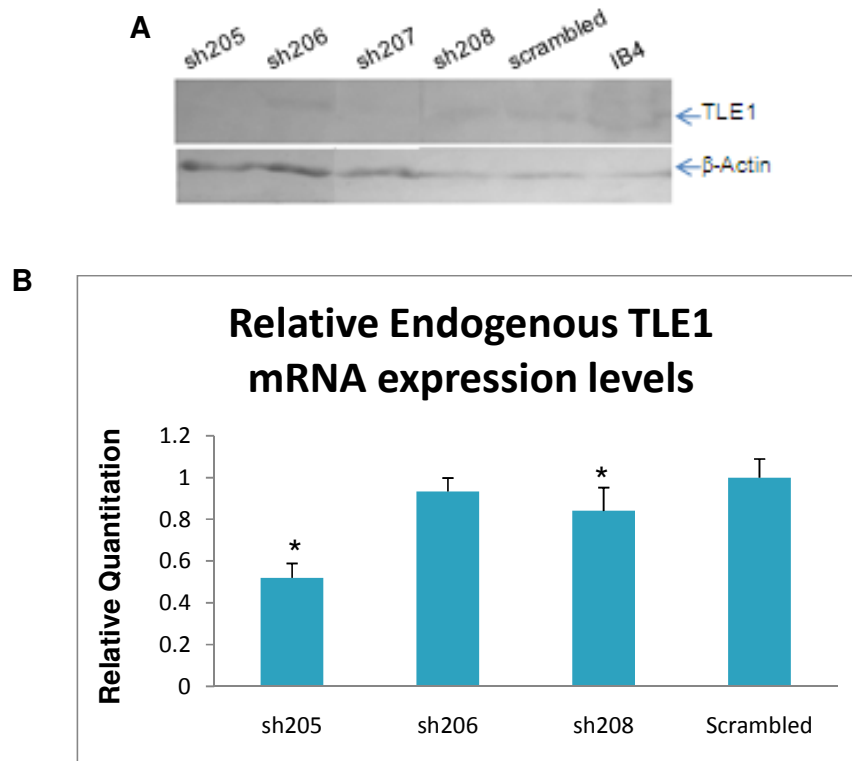 A
sh205 sh206 sh207 sh208 scrambled IB4
TLE1
β-Actin
B
Relative Endogenous TLE1
mRNA expression levels
Relative Quantitation
1.2
1
0.8
0.6
0.4
0.2
0
*
*
sh205 sh206 sh208 Scrambled